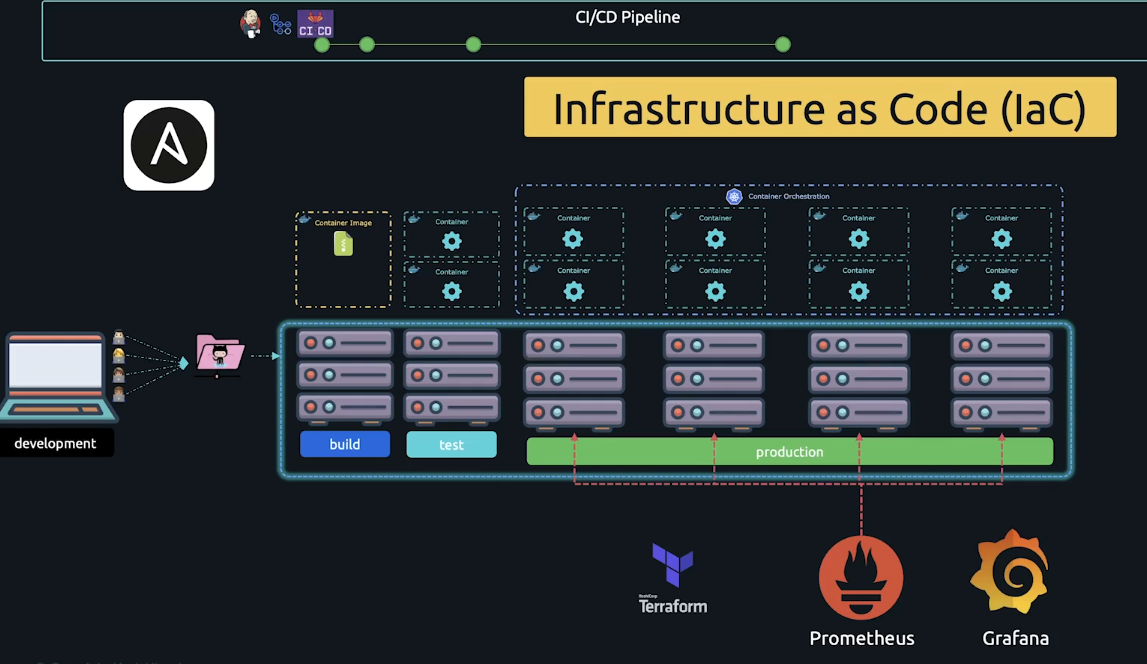 CI/CD Pipeline
CI CD
Infrastructure as Code (IaC)
Container Orchestration
Container Image
Container
Container
Container
Container
Container
Container
Container
Container
Container
Container
development
build
test
production
HashiCorp
Terraform
Prometheus
Grafana